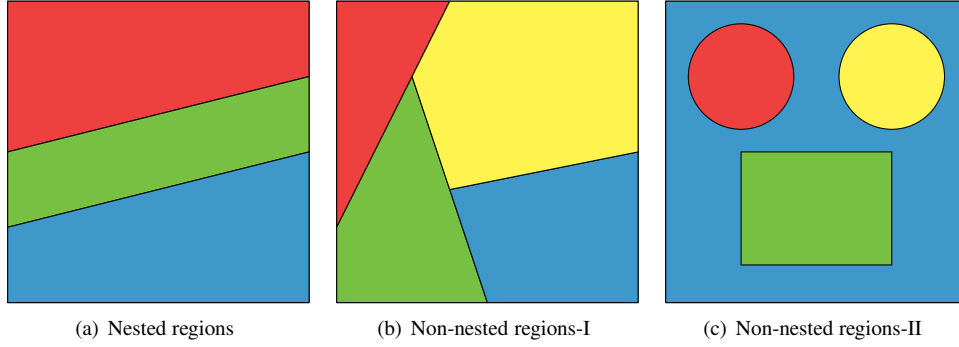 (a) Nested regions
(b) Non-nested regions-I
(c) Non-nested regions-II